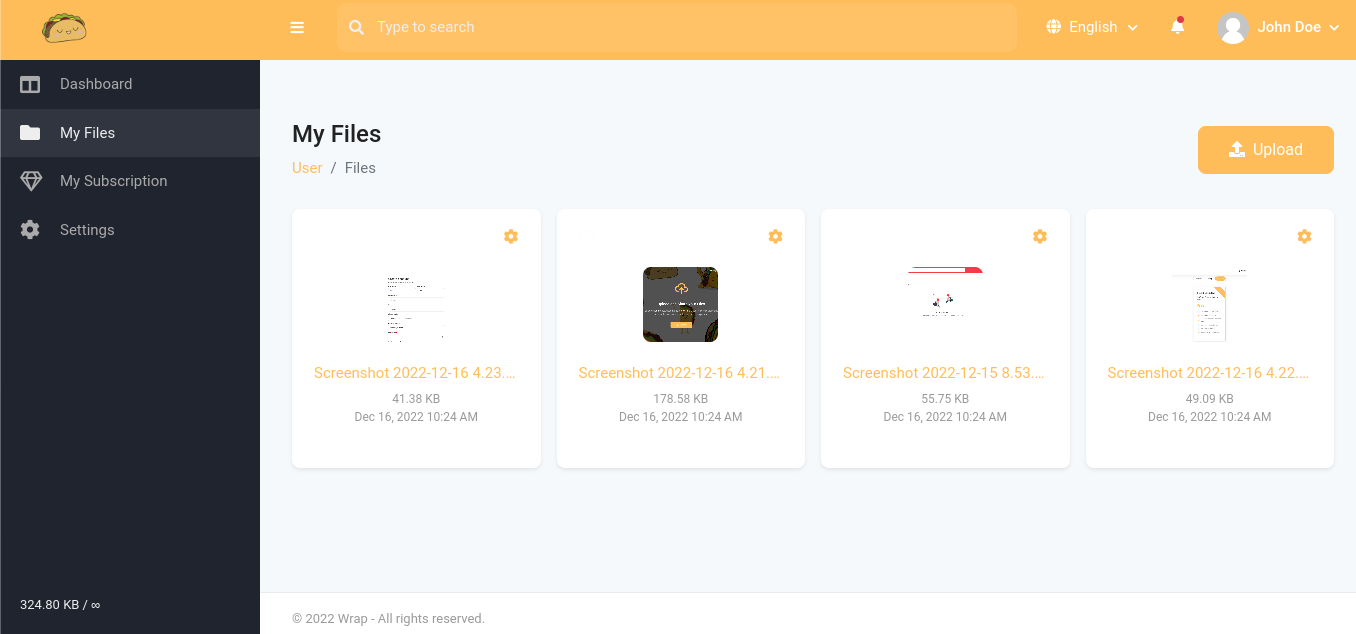 Type to search
English
John Doe
Dashboard
My Files
My Subscription
Settings
324.80 KB / ∞
My Files
User / Files
Upload
Screenshot 2022-12-16 4.23....
41.38 KB
Dec 16, 2022 10:24 AM
Screenshot 2022-12-16 4.21....
178.58 KB
Dec 16, 2022 10:24 AM
Screenshot 2022-12-15 8.53....
55.75 KB
Dec 16, 2022 10:24 AM
Screenshot 2022-12-16 4.22....
49.09 KB
Dec 16, 2022 10:24 AM
© 2022 Wrap - All rights reserved.